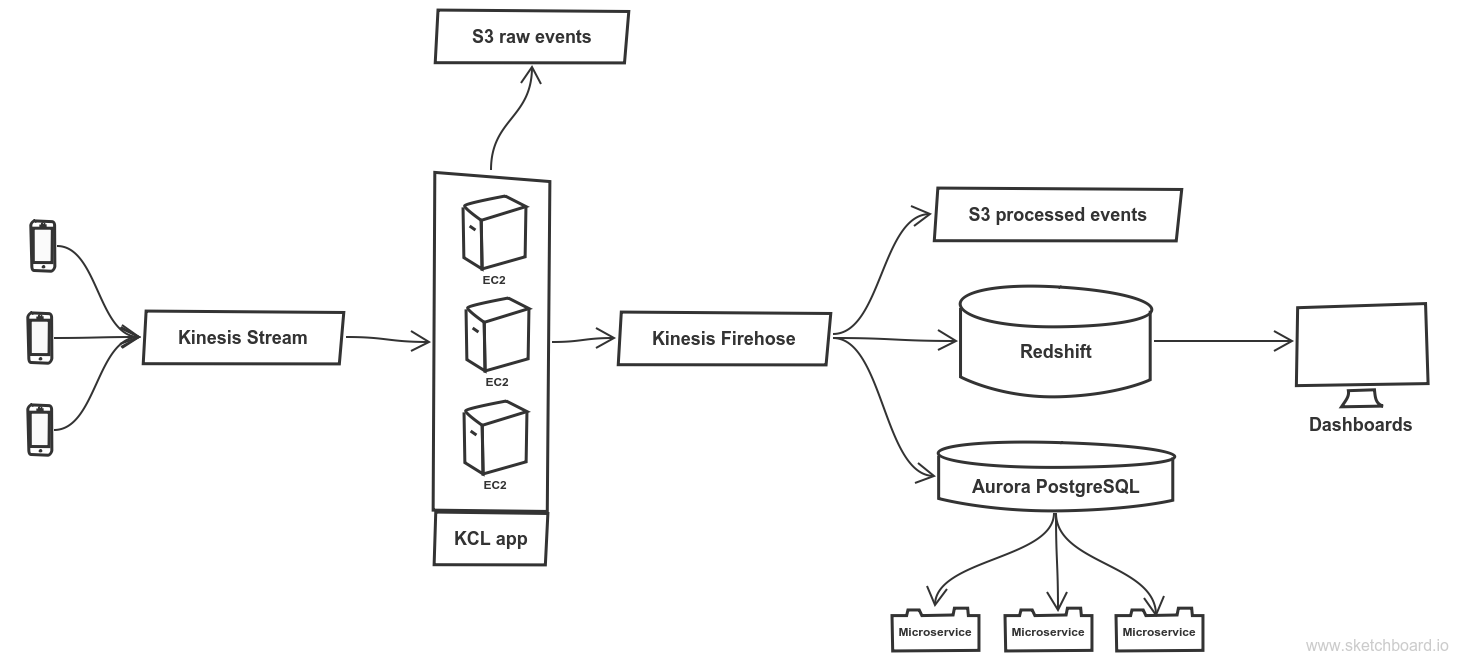 S3 raw events
EC2
EC2
EC2
KCL app
Kinesis Stream
Kinesis Firehose
S3 processed events
Redshift
Dashboards
Aurora PostgreSQL
Microservice
Microservice
Microservice
www.sketchboard.io